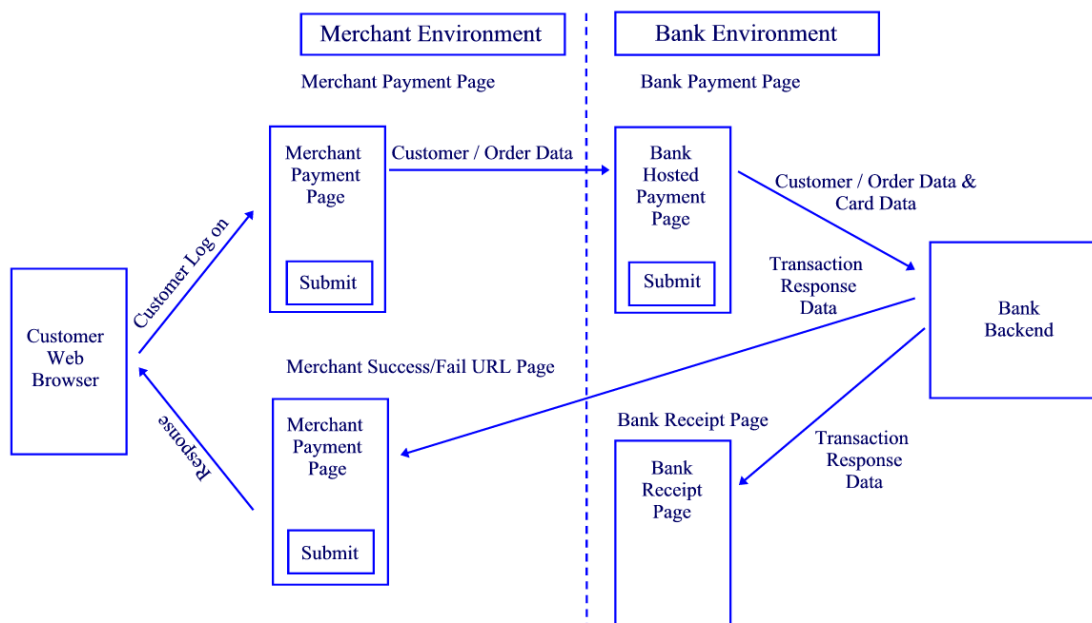 Merchant Environment
Bank Environment
Merchant Payment Page
Bank Payment Page
Merchant
Payment
Page
Submit
Customer / Order Data
Bank
Hosted
Payment
Page
Submit
Customer / Order Data &
Card Data
Customer Log on
Transaction
Response
Data
Customer
Web
Browser
Bank
Backend
Merchant Success/Fail URL Page
Merchant
Payment
Page
Submit
Response
Bank Receipt Page
Bank
Receipt
Page
Transaction
Response
Data